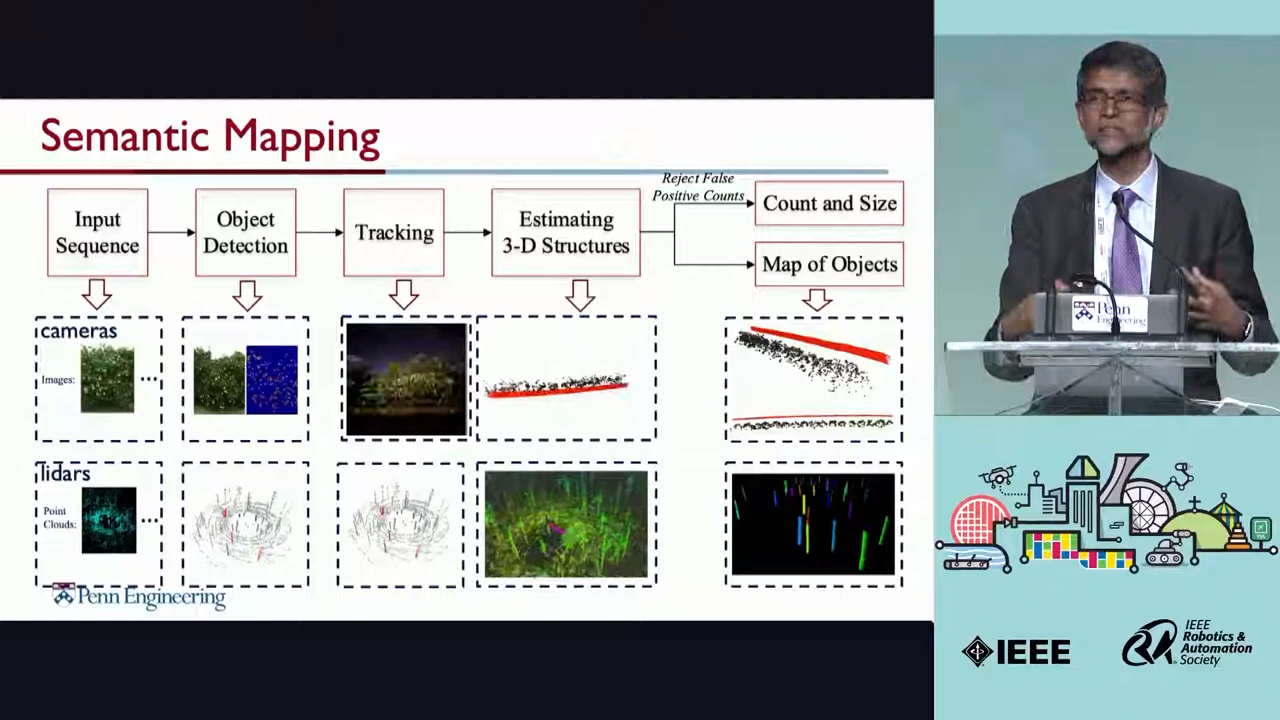 Semantic Mapping
Input
Sequence
Object
Detection
Tracking
Estimating
3-D Structures
Reject False
Positive Counts
Count and Size
Map of Objects
cameras
Images:
lidars
Point
Clouds:
Penn Engineering
Penn
Engineering
IEEE
IEEE
Robotics &
Automation
Society